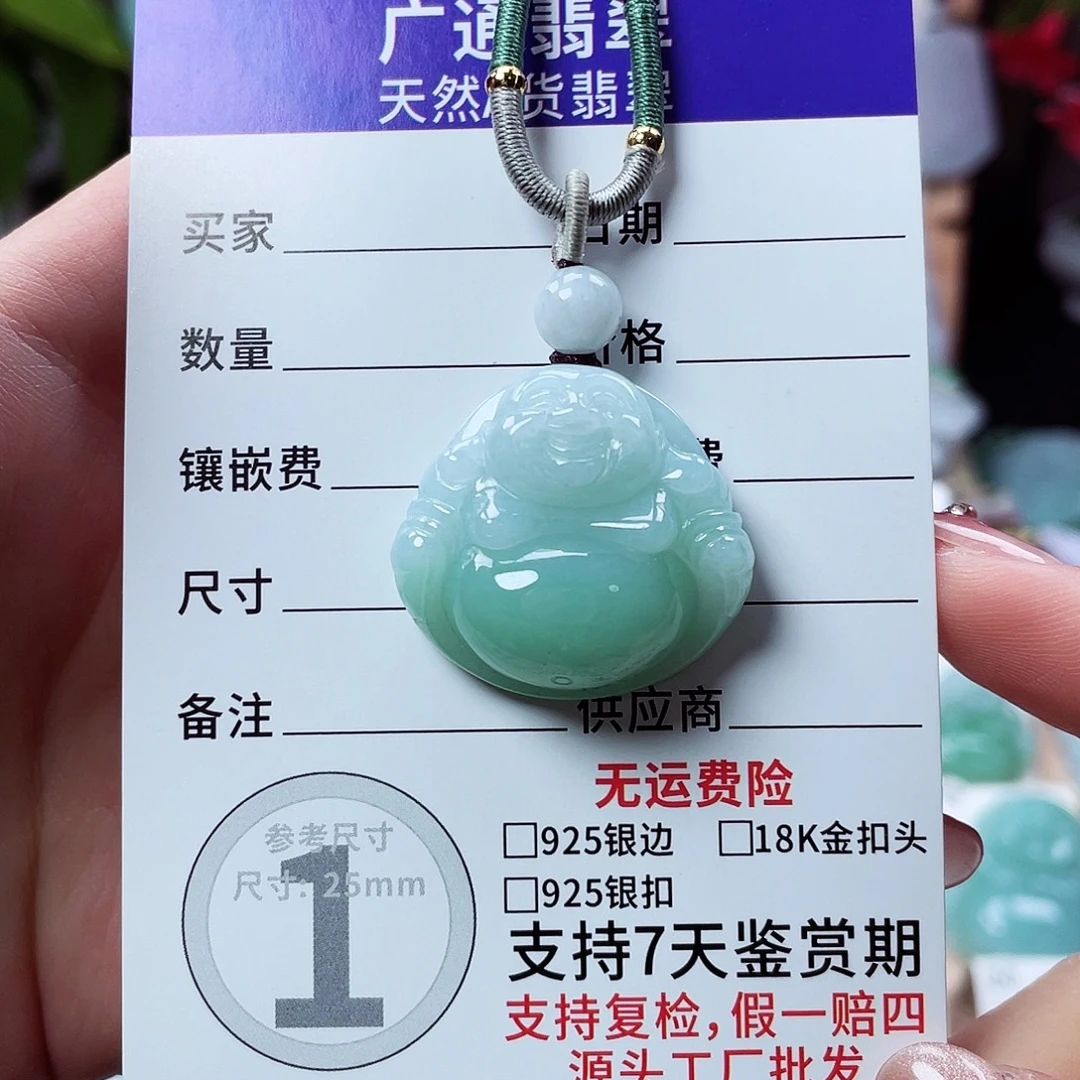 广通翡翠
天然A货翡翠
买家 日期
数量 价格
镶嵌费 费
尺寸
备注 供应商
无运费险
参考尺寸
尺寸: 25mm
1
□925银边 □18K金扣头
□925银扣
支持7天鉴赏期
支持复检,假一赔四
源头工厂批发